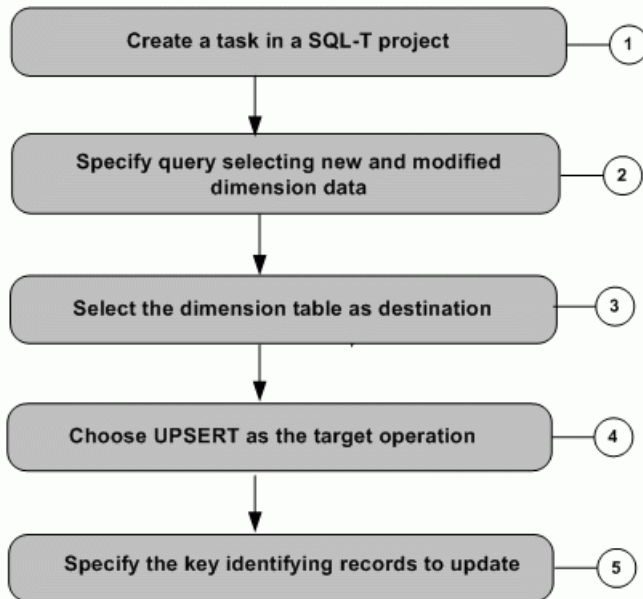 Create a task in a SQL-T project
1
Specify query selecting new and modified
dimension data
2
Select the dimension table as destination
3
Choose UPSERT as the target operation
4
Specify the key identifying records to update
5